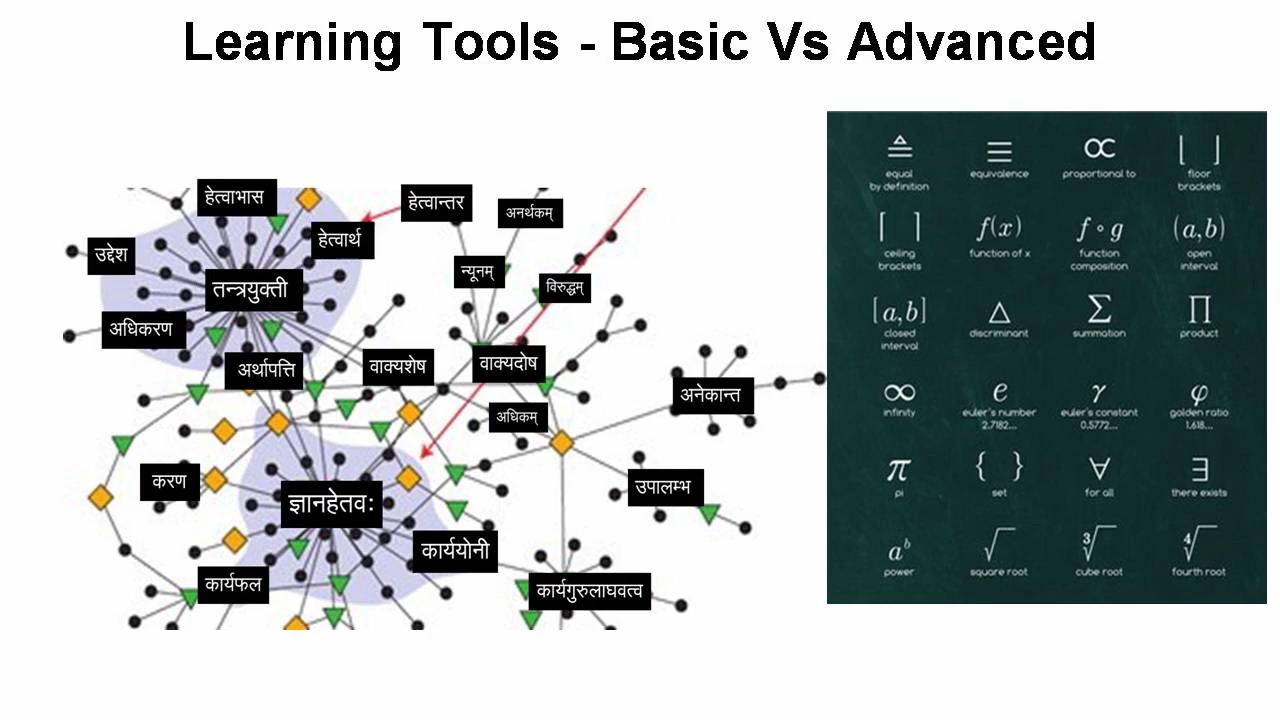 Learning Tools - Basic Vs Advanced
हेत्वाभास
हेत्वान्तर
अनर्थकम्
हेत्वार्थ
उद्देश
न्यूनम्
विरुद्धम्
तन्त्रयुक्ती
अधिकरण
अर्थापत्ति
वाक्यशेष
वाक्यदोष
अनेकान्त
अधिकम्
करण
उपालम्भ
ज्ञानहेतवः
कार्ययोनी
कार्यफल
कार्यगुरुलाघवत्व
≜ ≡ ∝ ⌊ ⌋
equal equivalence proportional to floor
by definition brackets
⌈ ⌉ f(x) f∘g (a,b)
ceiling function of x function open
brackets composition interval
[a,b] △ Σ ∏
closed discriminant summation product
interval
∞ e γ φ
infinity euler's number euler's constant golden ratio
2.7182... 0.5772... 1.618...
π { } ∀ ∃
pi set for all there exists
aᵇ √ ∛ ∜
power square root cube root fourth root